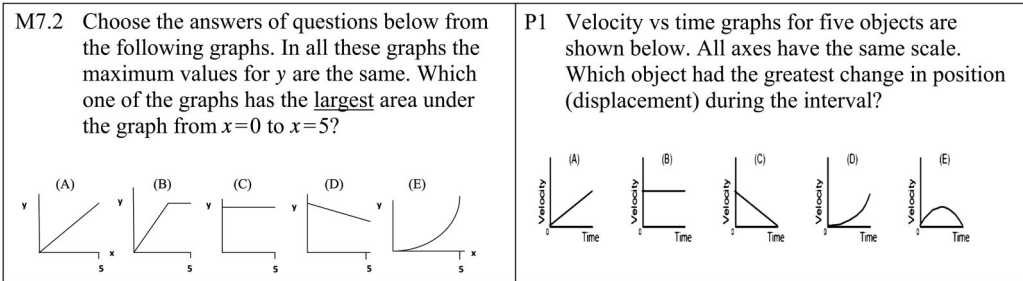 M7.2 Choose the answers of questions below from
the following graphs. In all these graphs the
maximum values for y are the same. Which
one of the graphs has the largest area under
the graph from x=0 to x=5?
(A) (B) (C) (D) (E)
y y y y y
x x
5 5 5 5 5
P1 Velocity vs time graphs for five objects are
shown below. All axes have the same scale.
Which object had the greatest change in position
(displacement) during the interval?
(A) (B) (C) (D) (E)
Velocity Velocity Velocity Velocity Velocity
0 0 0 0 0
Time Time Time Time Time